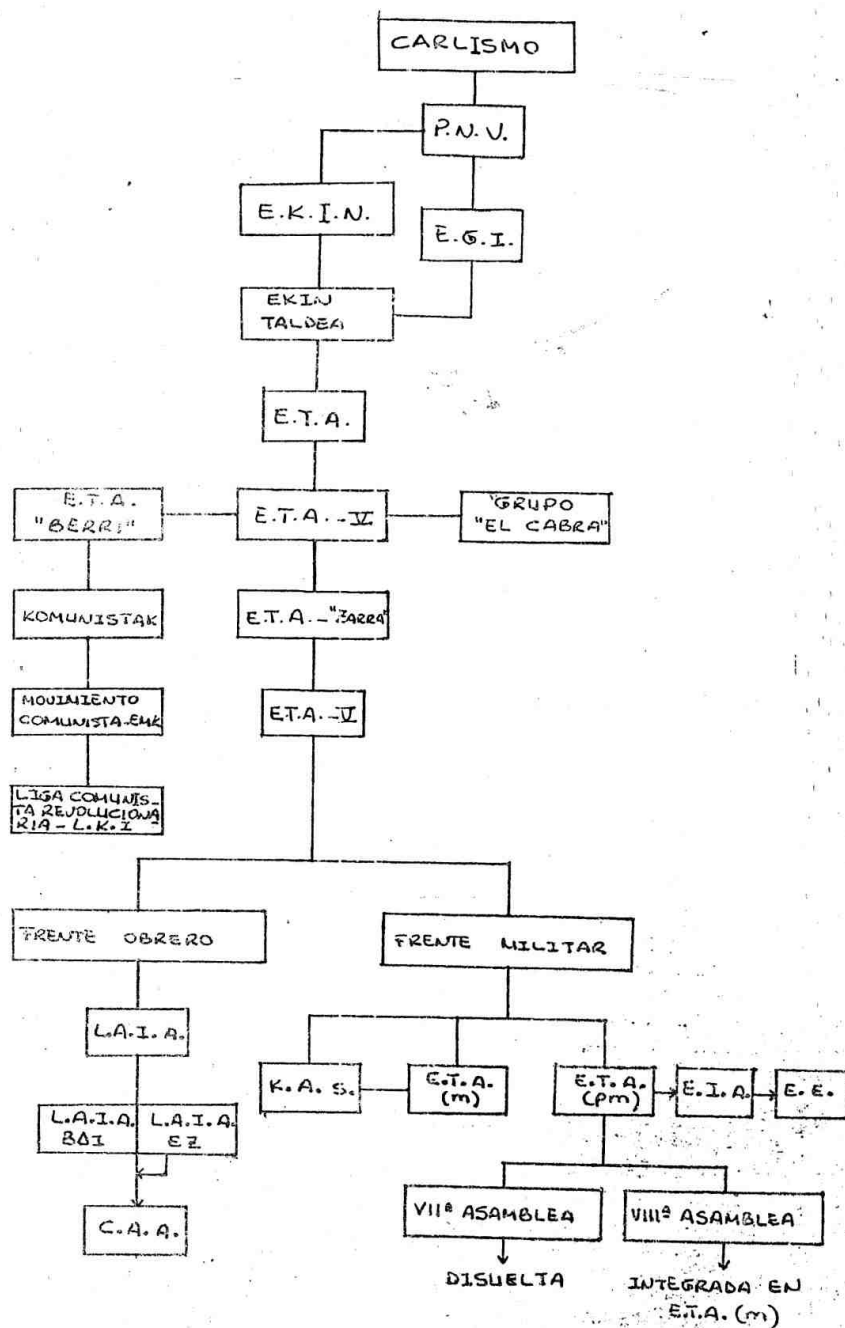 CARLISMO
P.N.V.
E.K.I.N.
E.G.I.
EKIN
TALDEA
E.T.A.
E.T.A.
"BERRI"
E.T.A.-V
GRUPO
"EL CABRA"
KOMUNISTAK
E.T.A.-"ZARRA"
MOVIMIENTO
COMUNISTA-EMK
E.T.A.-V
LIGA COMUNIS-
TA REVOLUCIONA
RIA-L.K.I
FRENTE OBRERO
FRENTE MILITAR
L.A.I.A.
K.A.S.
E.T.A.
(m)
E.T.A.
(pm)
E.I.A.
E.E.
L.A.I.A.
BAI
L.A.I.A.
EZ
C.A.A.
VIIª ASAMBLEA
VIIIª ASAMBLEA
DISUELTA
INTEGRADA EN
E.T.A.(m)